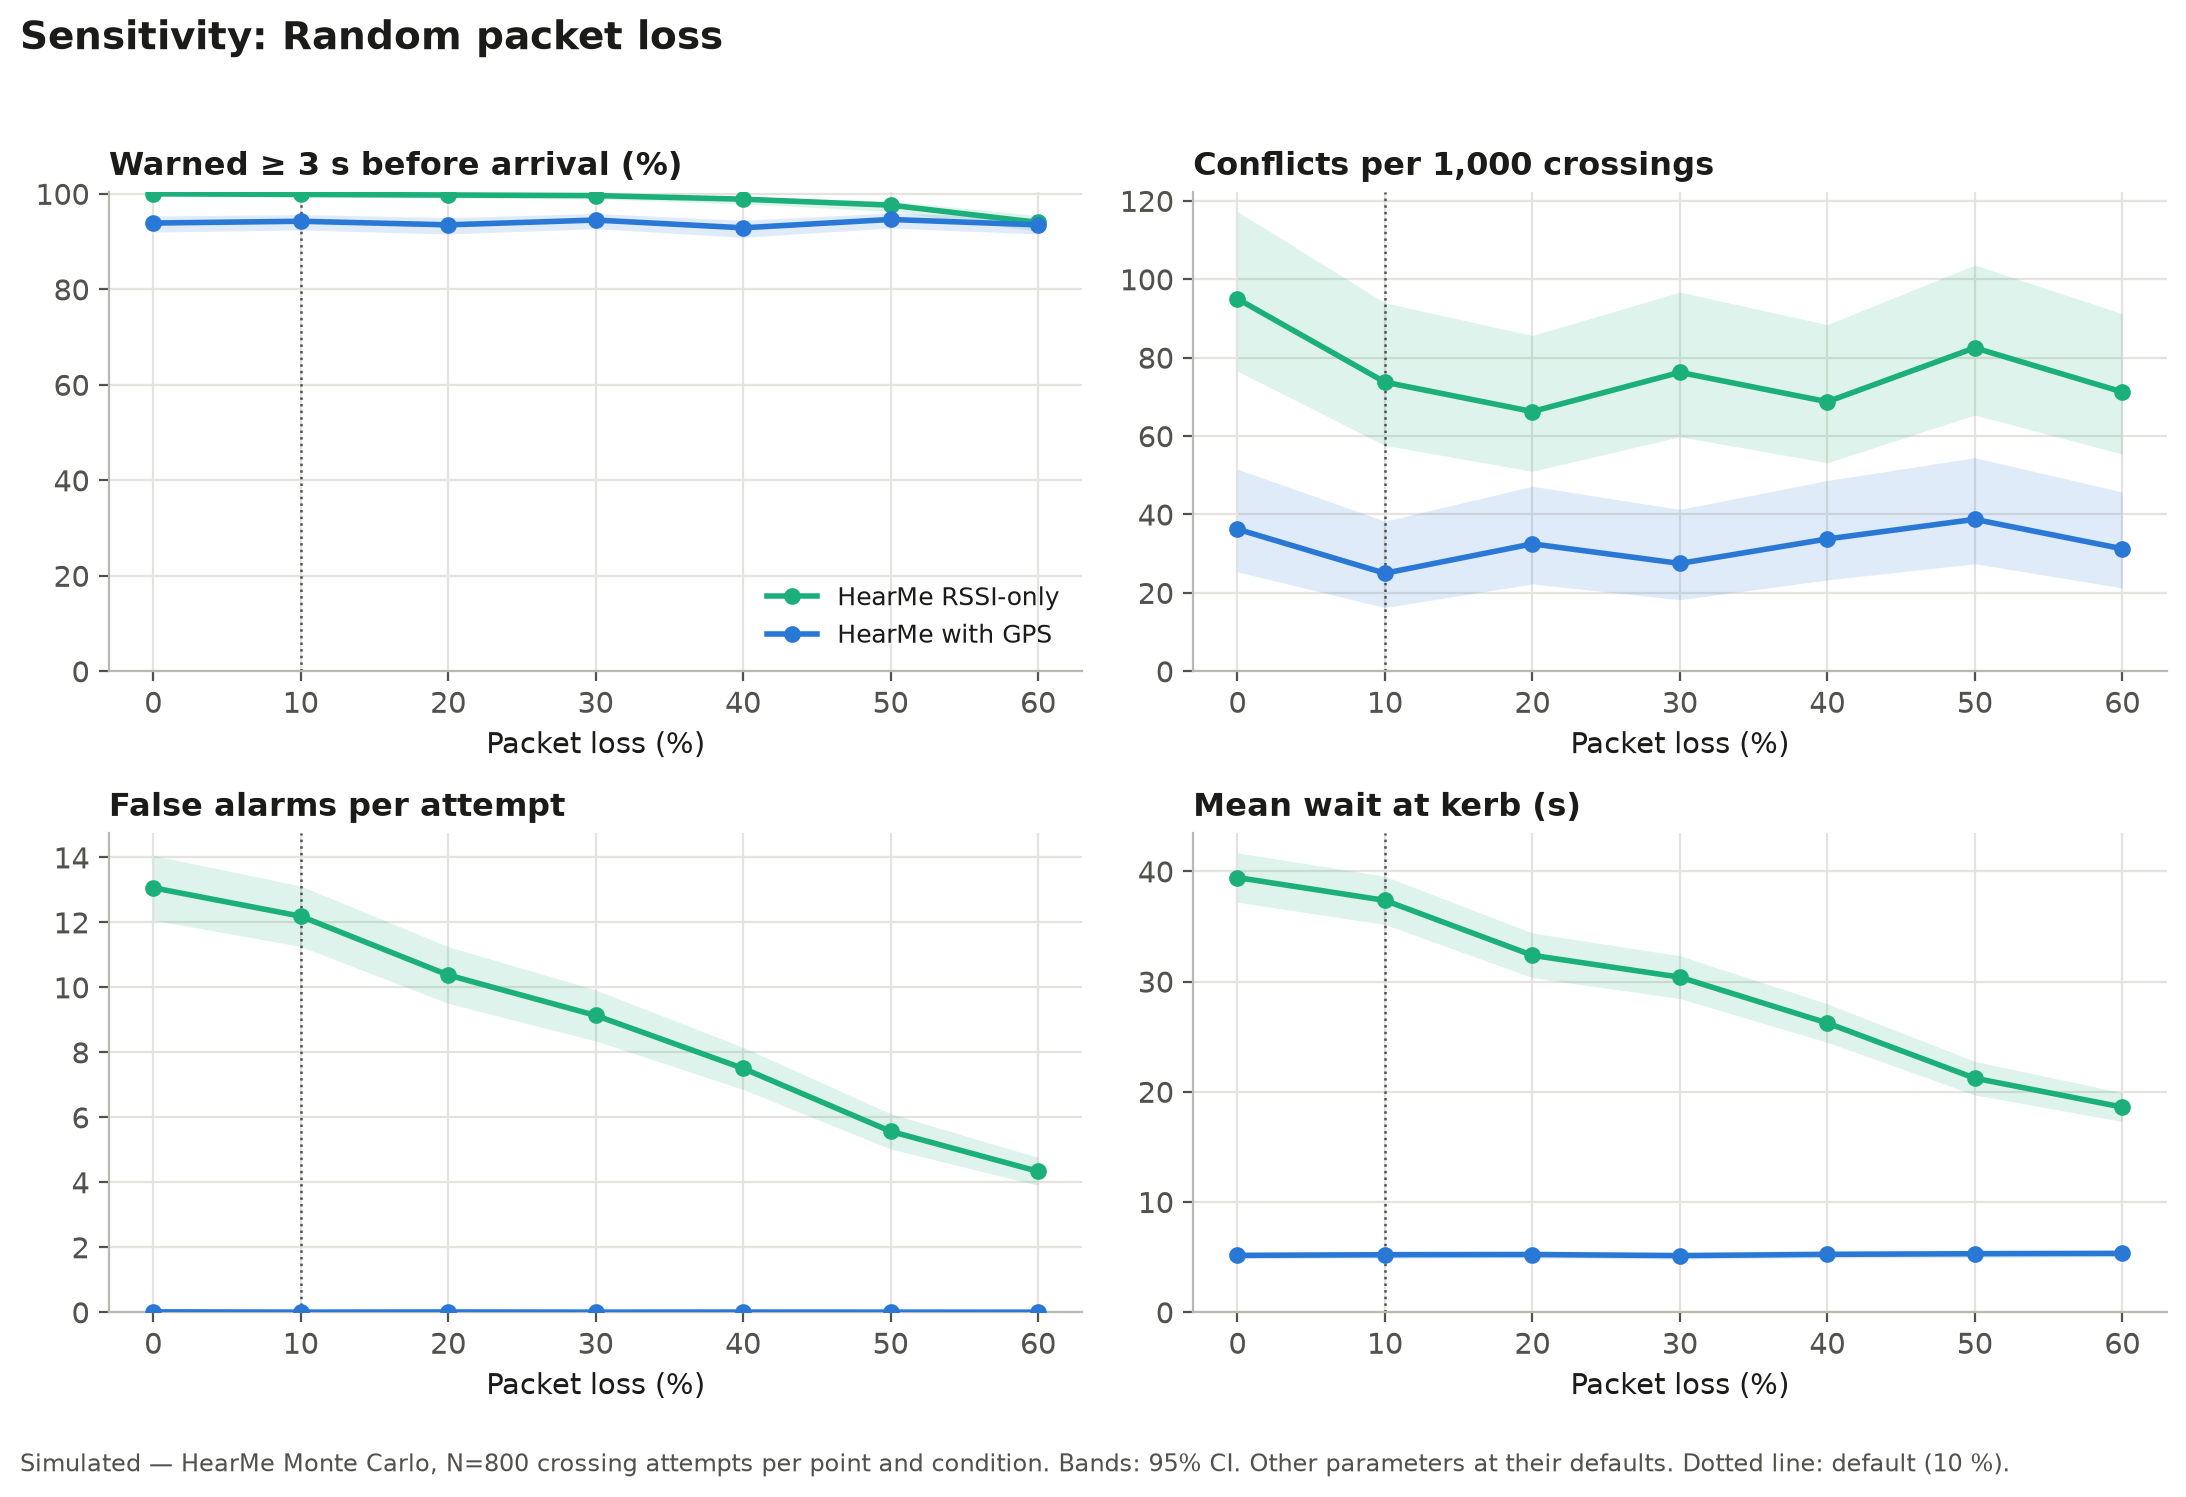 Sensitivity: Random packet loss
Warned ≥ 3 s before arrival (%)
100
80
60
40
20
0
HearMe RSSI-only
HearMe with GPS
0 10 20 30 40 50 60
Packet loss (%)
Conflicts per 1,000 crossings
120
100
80
60
40
20
0
0 10 20 30 40 50 60
Packet loss (%)
False alarms per attempt
14
12
10
8
6
4
2
0
0 10 20 30 40 50 60
Packet loss (%)
Mean wait at kerb (s)
40
30
20
10
0
0 10 20 30 40 50 60
Packet loss (%)
Simulated — HearMe Monte Carlo, N=800 crossing attempts per point and condition. Bands: 95% CI. Other parameters at their defaults. Dotted line: default (10 %).